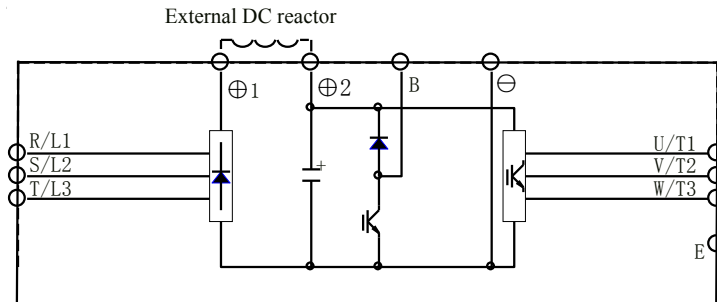 External DC reactor
⊕1
⊕2
B
⊖
R/L1
S/L2
T/L3
+
U/T1
V/T2
W/T3
E